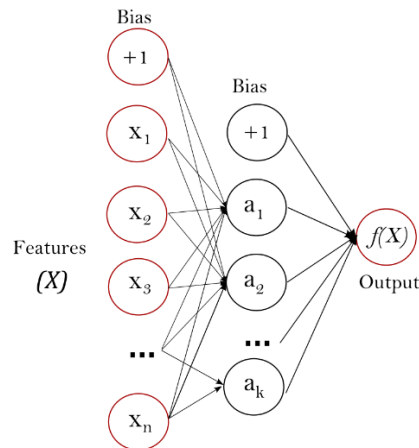 Bias
+1
x₁
x₂
x₃
...
xₙ
Features
(X)
Bias
+1
a₁
a₂
...
aₖ
f(X)
Output